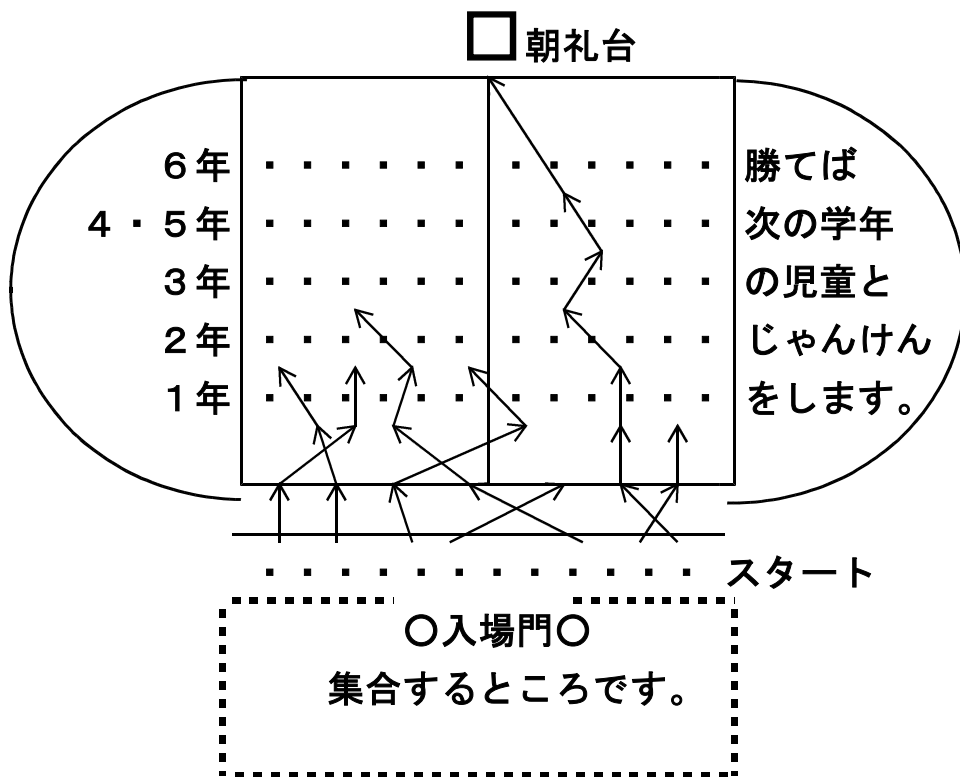 朝礼台
６年 勝てば
４・５年 次の学年
３年 の児童と
２年 じゃんけん
１年 をします。
スタート
○入場門○
集合するところです。